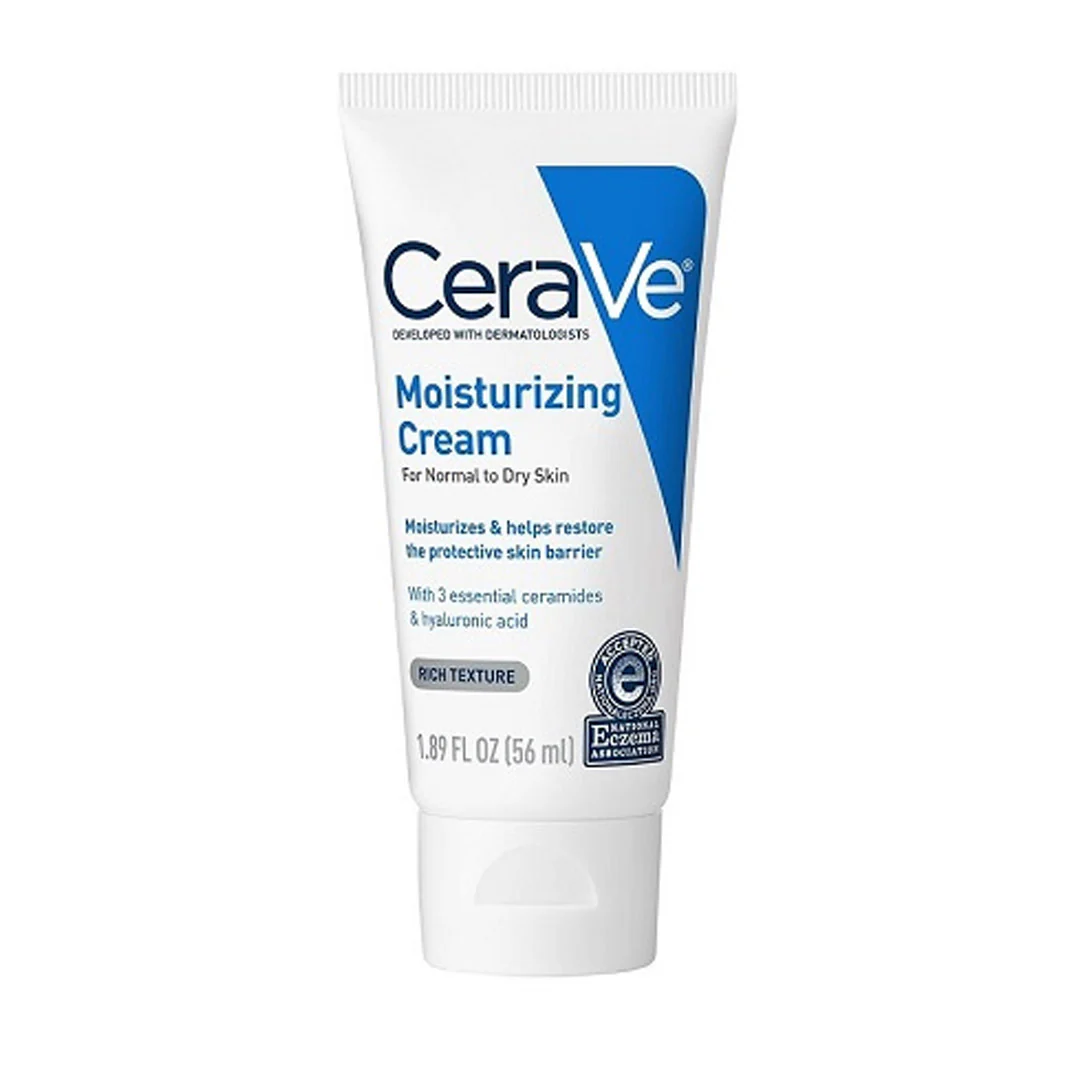 CeraVe®
DEVELOPED WITH DERMATOLOGISTS
Moisturizing
Cream
For Normal to Dry Skin
Moisturizes & helps restore
the protective skin barrier
With 3 essential ceramides
& hyaluronic acid
RICH TEXTURE
1.89 FL OZ (56 ml)
ACCEPTED
e
NATIONAL
Eczema
ASSOCIATION